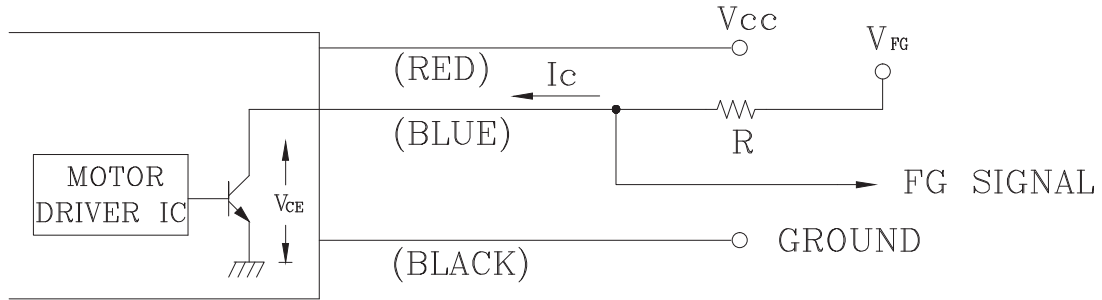 Vcc
VFG
(RED)
Ic
(BLUE)
R
MOTOR
DRIVER IC
VCE
FG SIGNAL
GROUND
(BLACK)